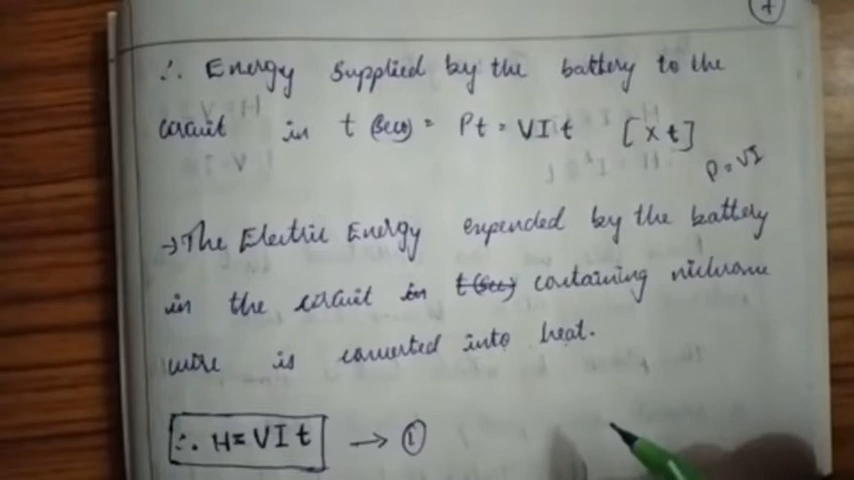 7
∴ Energy supplied by the battery to the
circuit in t (sec) = Pt = VIt [x t]
P = VI
→ The Electric Energy expended by the battery
in the circuit in t(sec) containing nichrome
wire is converted into heat.
∴ H = VIt → ①